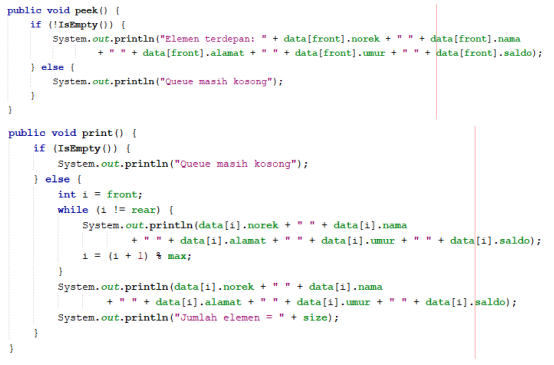 public void peek() {
if (!IsEmpty()) {
System.out.println("Elemen terdepan: " + data[front].norek + " " + data[front].nama
+ " " + data[front].alamat + " " + data[front].umur + " " + data[front].saldo);
} else {
System.out.println("Queue masih kosong");
}
}
public void print() {
if (IsEmpty()) {
System.out.println("Queue masih kosong");
} else {
int i = front;
while (i != rear) {
System.out.println(data[i].norek + " " + data[i].nama
+ " " + data[i].alamat + " " + data[i].umur + " " + data[i].saldo);
i = (i + 1) % max;
}
System.out.println(data[i].norek + " " + data[i].nama
+ " " + data[i].alamat + " " + data[i].umur + " " + data[i].saldo);
System.out.println("Jumlah elemen = " + size);
}
}